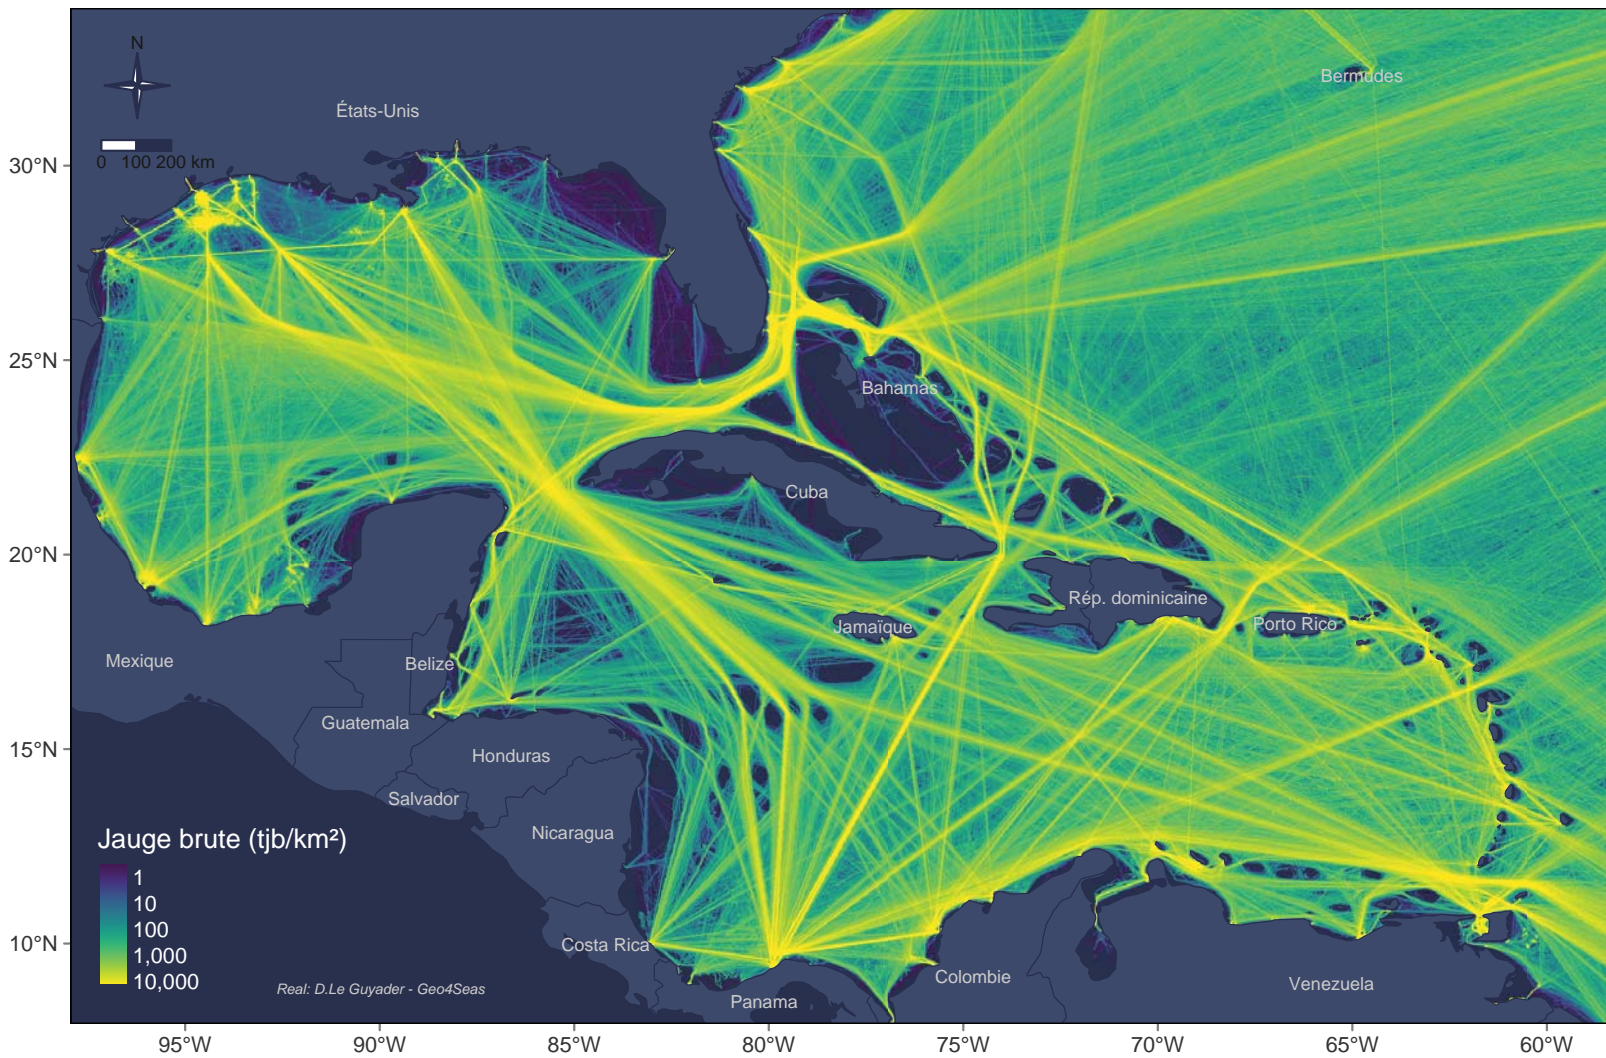 N
Bermudes
États-Unis
0 100 200 km
30°N
25°N
20°N
15°N
10°N
Bahamas
Cuba
Rép. dominicaine
Porto Rico
Jamaïque
Mexique
Belize
Guatemala
Honduras
Salvador
Nicaragua
Costa Rica
Panama
Colombie
Venezuela
Jauge brute (tjb/km²)
1
10
100
1,000
10,000
Real: D.Le Guyader - Geo4Seas
95°W 90°W 85°W 80°W 75°W 70°W 65°W 60°W